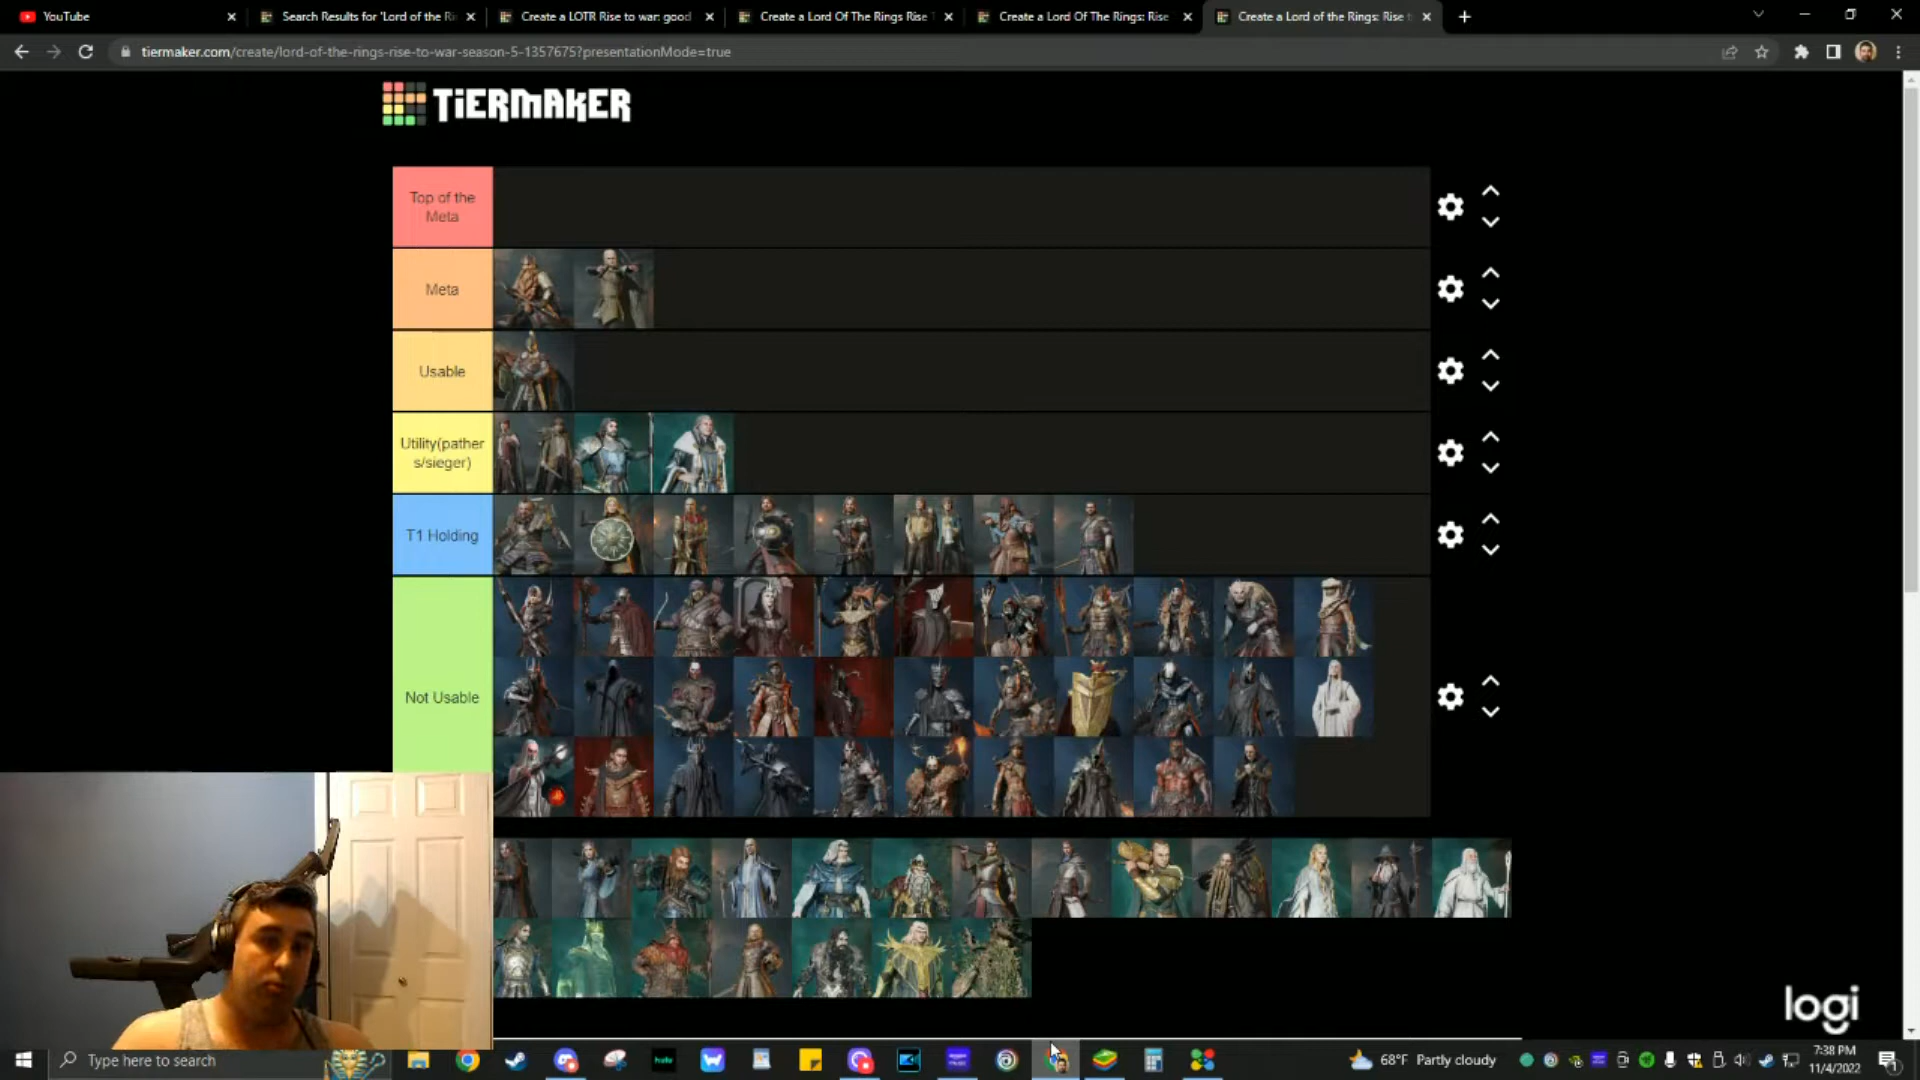 YouTube
Search Results for 'Lord of the Ri
Create a LOTR Rise to war: good
Create a Lord Of The Rings Rise T
Create a Lord Of The Rings: Rise
Create a Lord of the Rings: Rise t
tiermaker.com/create/lord-of-the-rings-rise-to-war-season-5-1357675?presentationMode=true
TiERMAKER
Top of the
Meta
Meta
Usable
Utility(pather
s/sieger)
T1 Holding
Not Usable
logi
Type here to search
hulu
68°F Partly cloudy
7:38 PM
11/4/2022